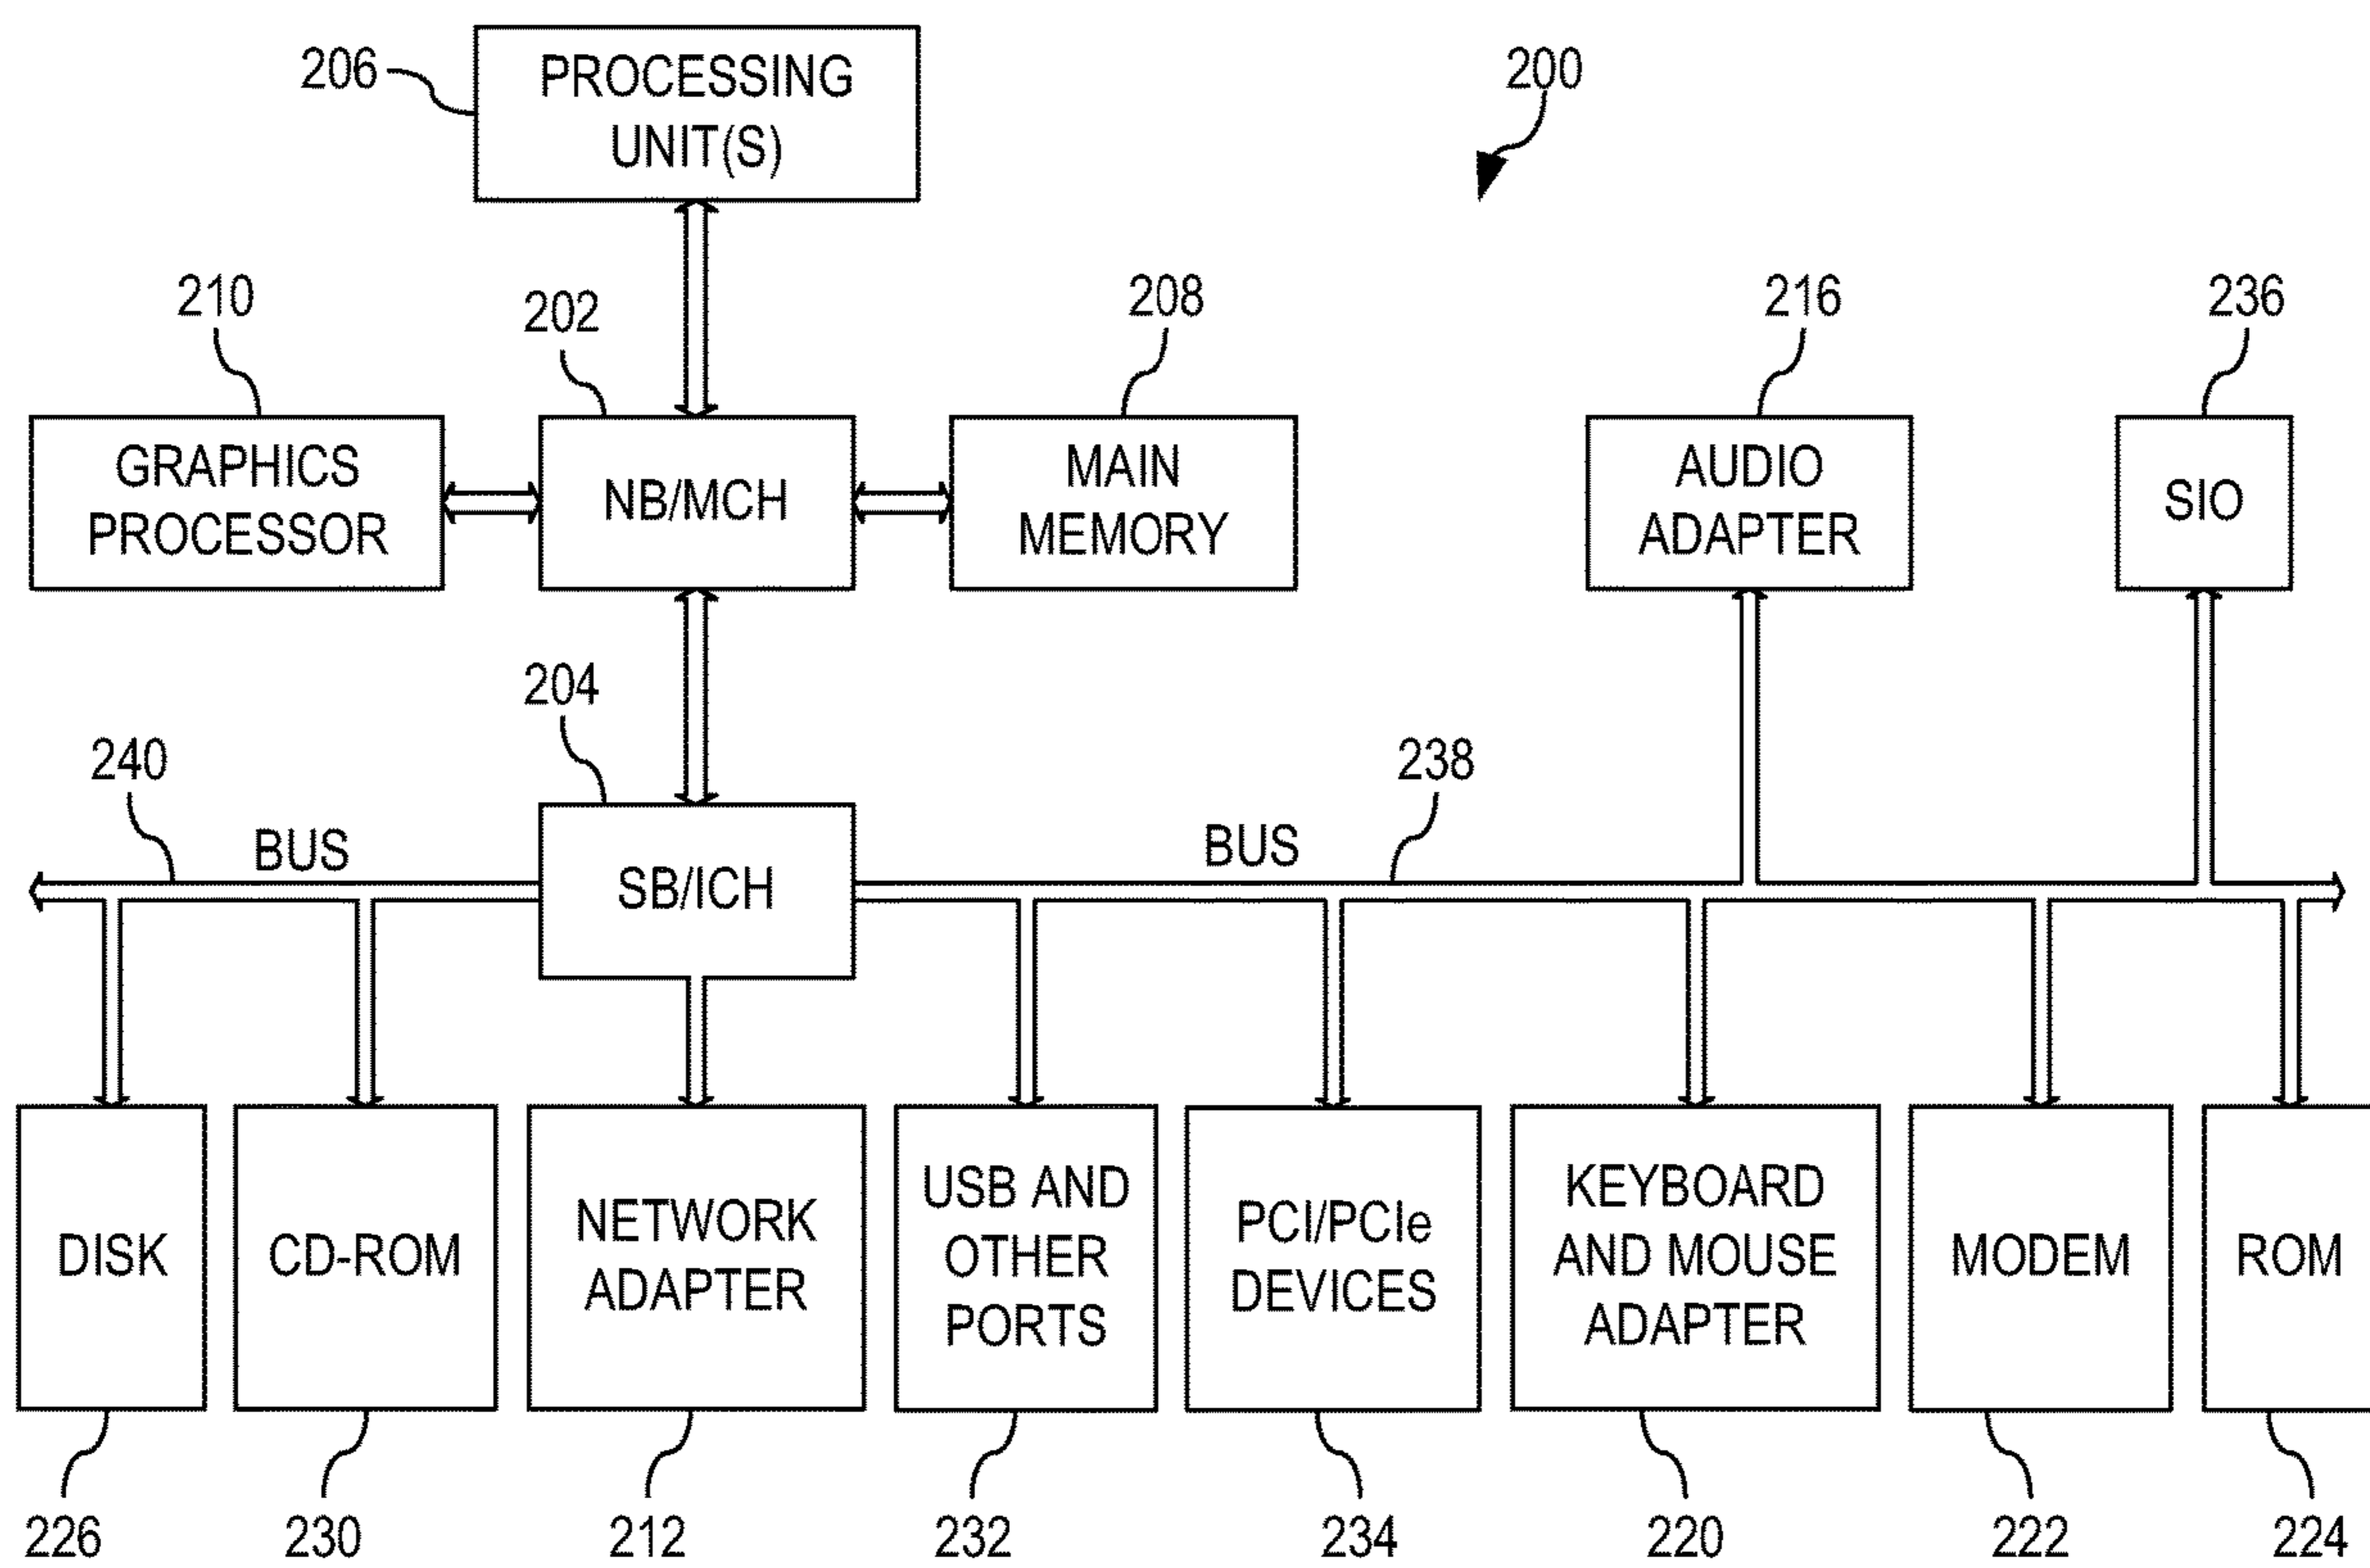 206
PROCESSING
UNIT(S)
200
210
202
208
216
236
GRAPHICS
PROCESSOR
NB/MCH
MAIN
MEMORY
AUDIO
ADAPTER
SIO
204
240
BUS
SB/ICH
BUS
238
DISK
CD-ROM
NETWORK
ADAPTER
USB AND
OTHER
PORTS
PCI/PCIe
DEVICES
KEYBOARD
AND MOUSE
ADAPTER
MODEM
ROM
226
230
212
232
234
220
222
224